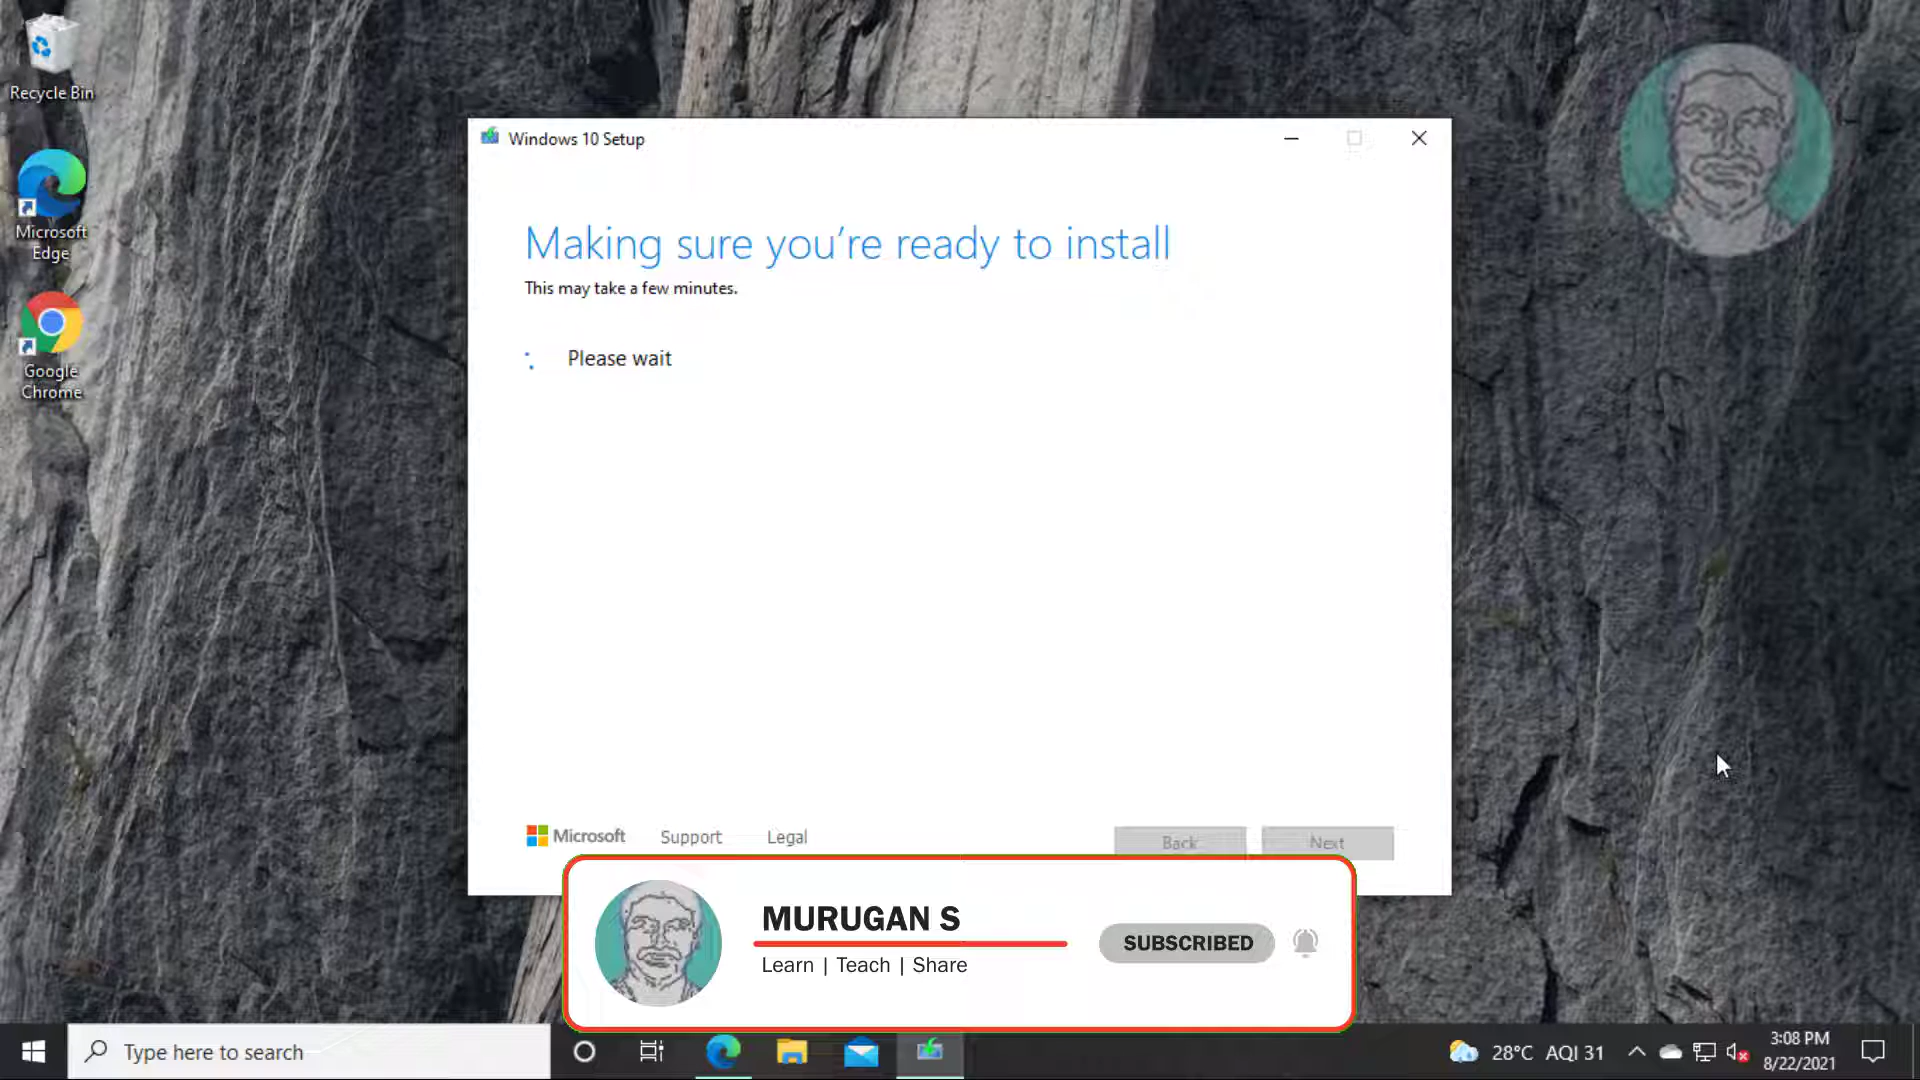 Recycle Bin
Microsoft
Edge
Google
Chrome
Windows 10 Setup
Making sure you’re ready to install
This may take a few minutes.
Please wait
Microsoft Support Legal
Back Next
MURUGAN S
Learn | Teach | Share
SUBSCRIBED
Type here to search
28°C AQI 31
3:08 PM
8/22/2021